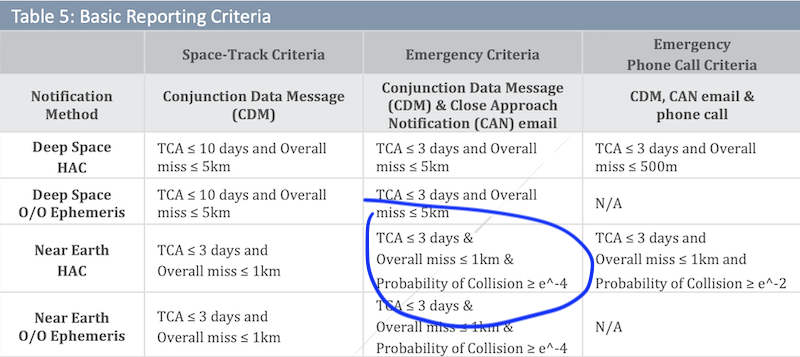 Table 5: Basic Reporting Criteria
Space-Track Criteria
Emergency Criteria
Emergency
Phone Call Criteria
Notification
Method
Conjunction Data Message
(CDM)
Conjunction Data Message
(CDM) & Close Approach
Notification (CAN) email
CDM, CAN email &
phone call
Deep Space
HAC
TCA ≤ 10 days and Overall
miss ≤ 5km
TCA ≤ 3 days and Overall
miss ≤ 5km
TCA ≤ 3 days and Overall
miss ≤ 500m
Deep Space
O/O Ephemeris
TCA ≤ 10 days and Overall
miss ≤ 5km
TCA ≤ 3 days and Overall
miss ≤ 5km
N/A
Near Earth
HAC
TCA ≤ 3 days and
Overall miss ≤ 1km
TCA ≤ 3 days &
Overall miss ≤ 1km &
Probability of Collision ≥ e^-4
TCA ≤ 3 days and
Overall miss ≤ 1km and
Probability of Collision ≥ e^-2
Near Earth
O/O Ephemeris
TCA ≤ 3 days and
Overall miss ≤ 1km
TCA ≤ 3 days &
Overall miss ≤ 1km &
Probability of Collision ≥ e^-4
N/A